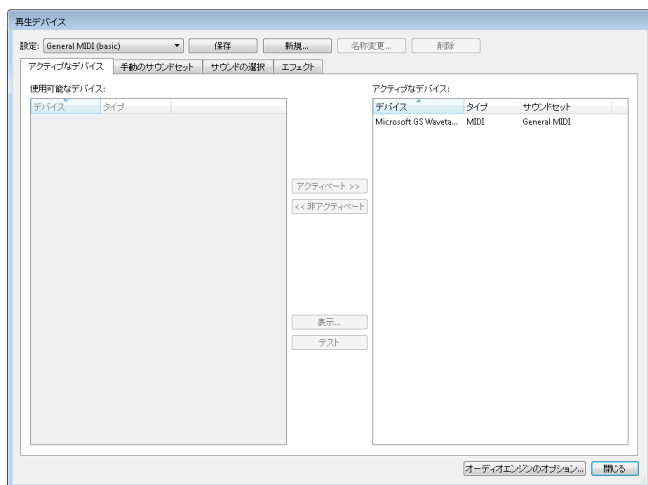 再生デバイス
設定: General MIDI (basic) 保存 新規... 名称変更... 削除
アクティブなデバイス 手動のサウンドセット サウンドの選択 エフェクト
使用可能なデバイス: アクティブなデバイス:
デバイス タイプ デバイス タイプ サウンドセット
Microsoft GS Waveta... MIDI General MIDI
アクティベート >>
<< 非アクティベート
表示...
テスト
オーディオエンジンのオプション... 閉じる